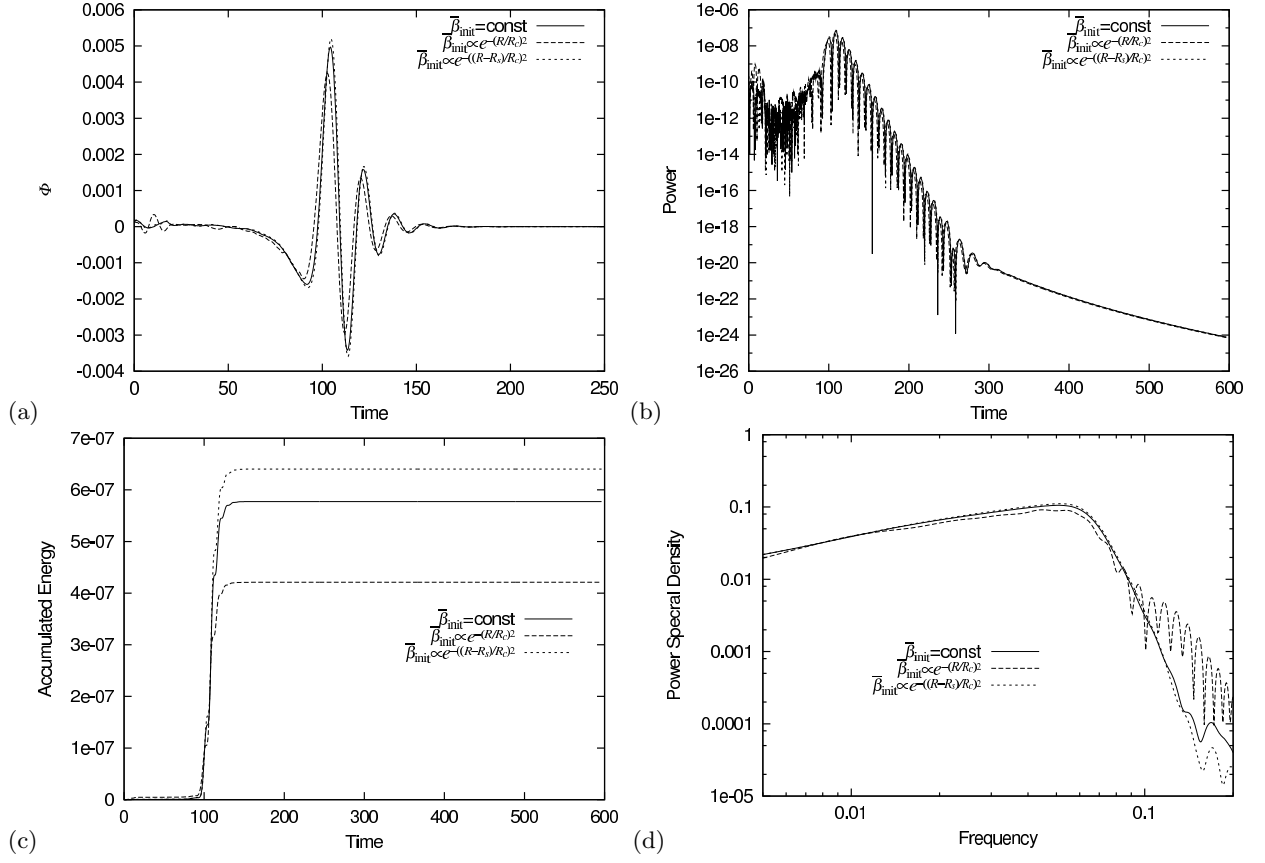 0.006
0.005
0.004
0.003
0.002
0.001
0
-0.001
-0.002
-0.003
-0.004
Φ
0 50 100 150 200 250
Time
β̅init=const
β̅init∝e−(R/Rc)2
β̅init∝e−((R−Rs)/Rc)2
(a)
1e-06
1e-08
1e-10
1e-12
1e-14
1e-16
1e-18
1e-20
1e-22
1e-24
1e-26
Power
0 100 200 300 400 500 600
Time
β̅init=const
β̅init∝e−(R/Rc)2
β̅init∝e−((R−Rs)/Rc)2
(b)
7e-07
6e-07
5e-07
4e-07
3e-07
2e-07
1e-07
0
Accumulated Energy
0 100 200 300 400 500 600
Time
β̅init=const
β̅init∝e−(R/Rc)2
β̅init∝e−((R−Rs)/Rc)2
(c)
1
0.1
0.01
0.001
0.0001
1e-05
Power Specral Density
0.01 0.1
Frequency
β̅init=const
β̅init∝e−(R/Rc)2
β̅init∝e−((R−Rs)/Rc)2
(d)